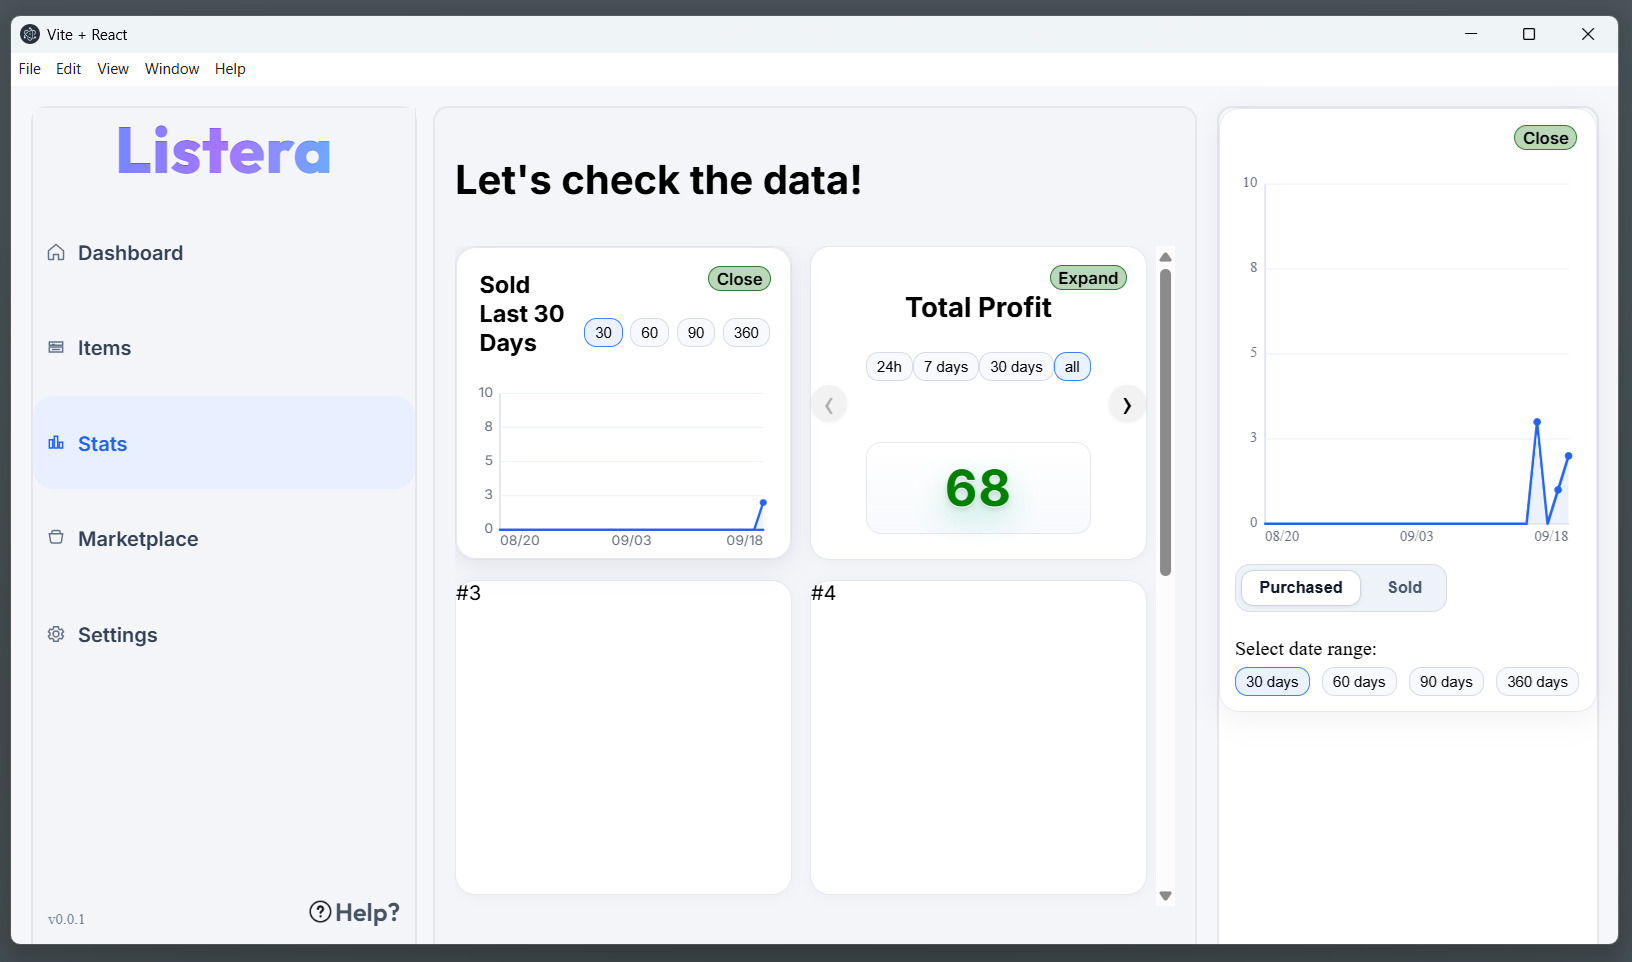 Vite + React
File Edit View Window Help
Listera
Dashboard
Items
Stats
Marketplace
Settings
v0.0.1
Help?
Let's check the data!
Sold
Last 30
Days
Close
30 60 90 360
10
8
5
3
0
08/20 09/03 09/18
Expand
Total Profit
24h 7 days 30 days all
68
#3
#4
Close
10
8
5
3
0
08/20 09/03 09/18
Purchased Sold
Select date range:
30 days 60 days 90 days 360 days